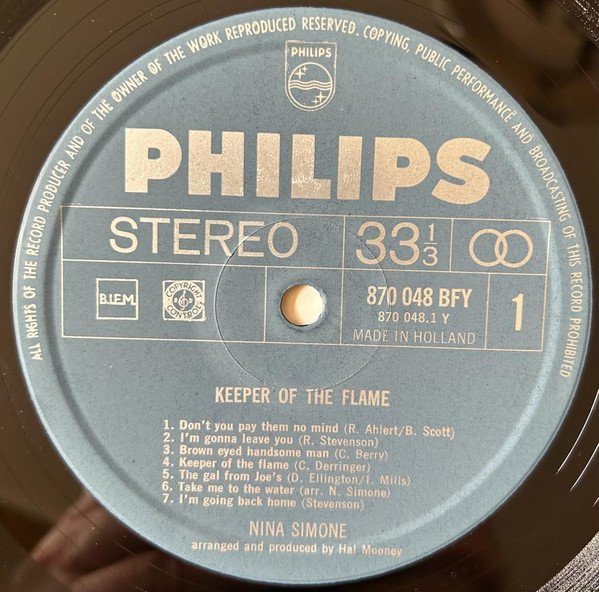 ALL RIGHTS OF THE RECORD PRODUCER AND OF THE OWNER OF THE WORK REPRODUCED RESERVED. COPYING, PUBLIC PERFORMANCE AND BROADCASTING OF THIS RECORD PROHIBITED
PHILIPS
PHILIPS
STEREO 33 1/3
B.I.E.M. COPYRIGHT CONTROL 870 048 BFY 1
870 048.1 Y
MADE IN HOLLAND
KEEPER OF THE FLAME
1. Don't you pay them no mind (R. Ahlert/B. Scott)
2. I'm gonna leave you (R. Stevenson)
3. Brown eyed handsome man (C. Berry)
4. Keeper of the flame (C. Derringer)
5. The gal from Joe's (D. Ellington/I. Mills)
6. Take me to the water (arr. N. Simone)
7. I'm going back home (Stevenson)
NINA SIMONE
arranged and produced by Hal Mooney